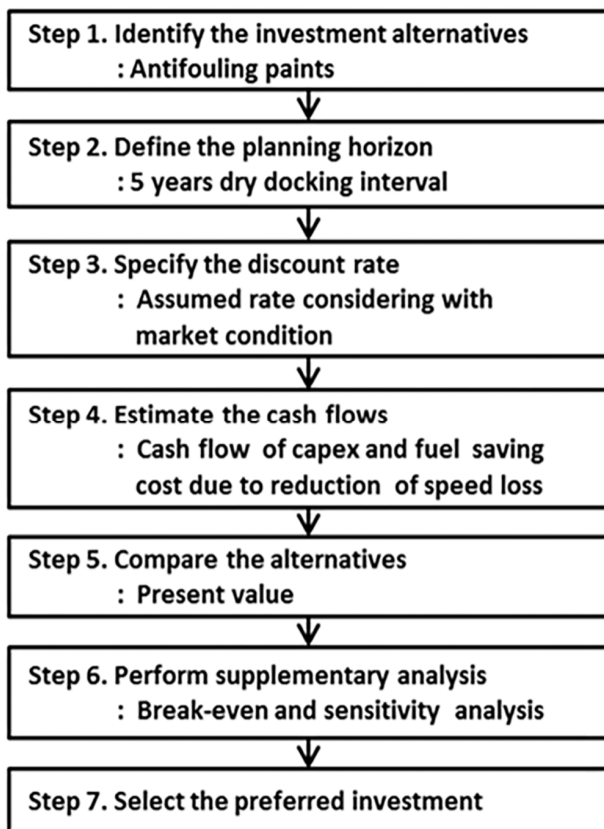 Step 1. Identify the investment alternatives
: Antifouling paints
Step 2. Define the planning horizon
: 5 years dry docking interval
Step 3. Specify the discount rate
: Assumed rate considering with
market condition
Step 4. Estimate the cash flows
: Cash flow of capex and fuel saving
cost due to reduction of speed loss
Step 5. Compare the alternatives
: Present value
Step 6. Perform supplementary analysis
: Break-even and sensitivity analysis
Step 7. Select the preferred investment